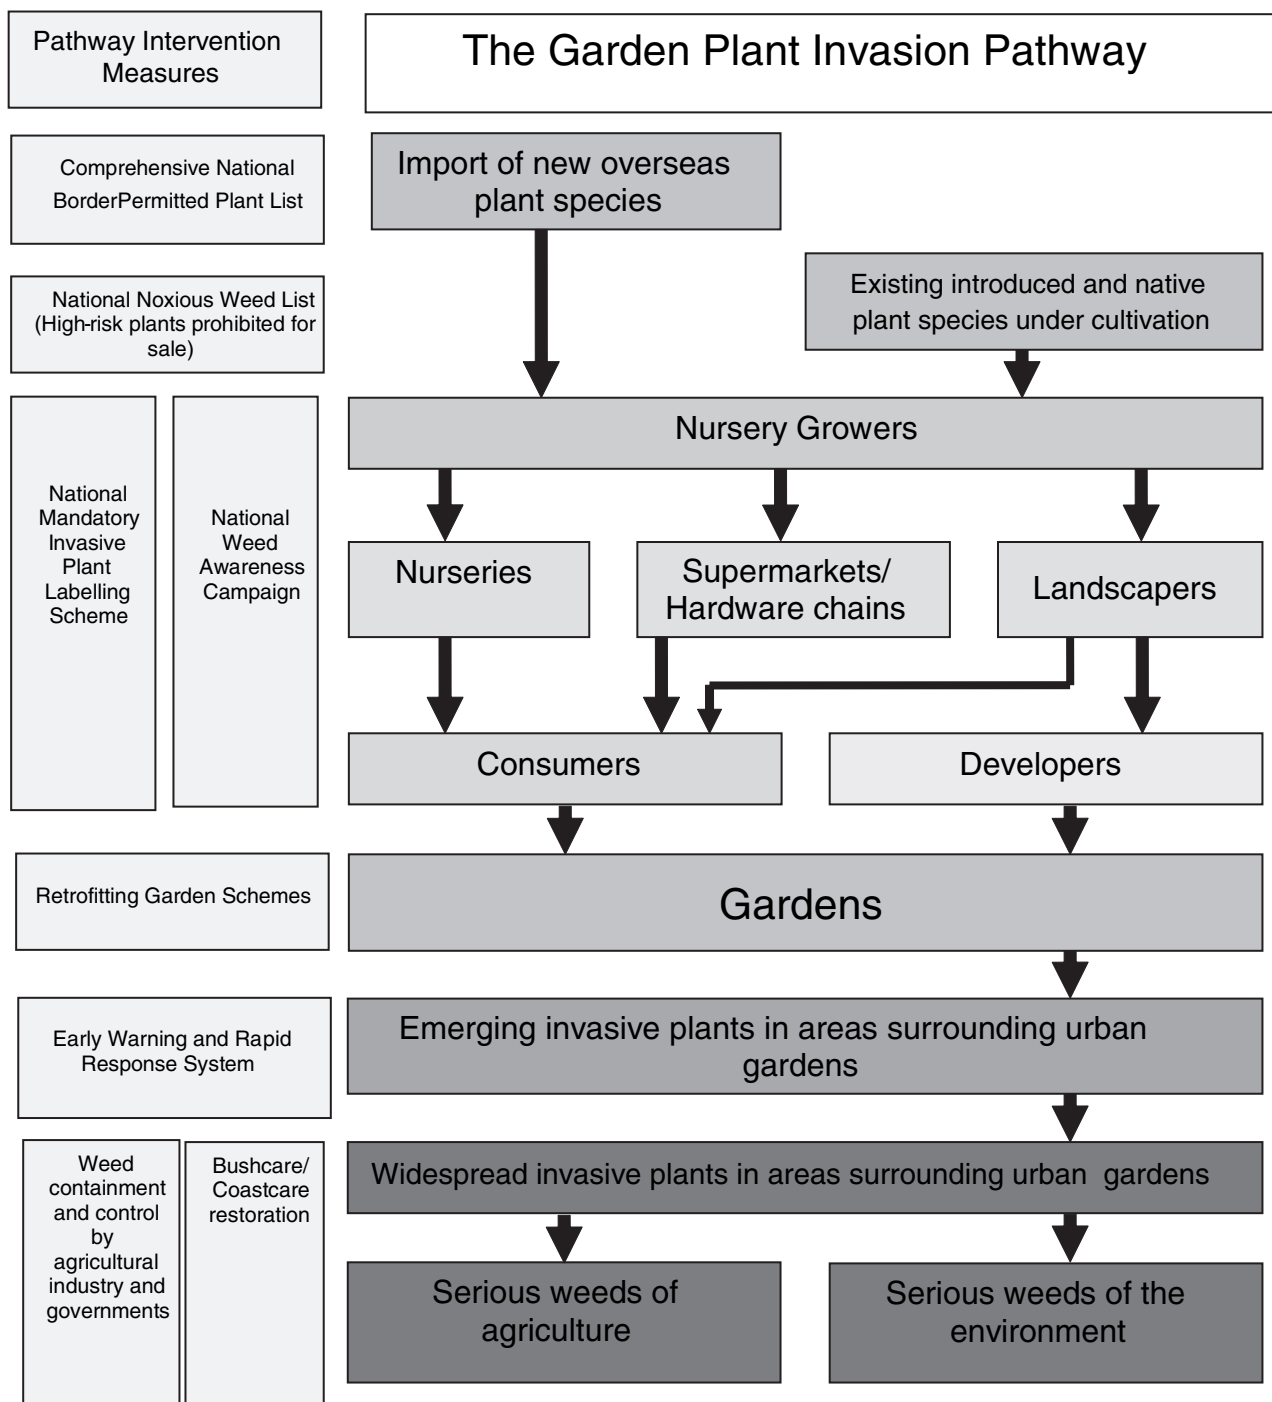 Pathway Intervention
Measures
The Garden Plant Invasion Pathway
Comprehensive National
BorderPermitted Plant List
Import of new overseas
plant species
National Noxious Weed List
(High-risk plants prohibited for
sale)
Existing introduced and native
plant species under cultivation
National
Mandatory
Invasive
Plant
Labelling
Scheme
National
Weed
Awareness
Campaign
Nursery Growers
Nurseries
Supermarkets/
Hardware chains
Landscapers
Consumers
Developers
Retrofitting Garden Schemes
Gardens
Early Warning and Rapid
Response System
Emerging invasive plants in areas surrounding urban
gardens
Weed
containment
and control
by
agricultural
industry and
governments
Bushcare/
Coastcare
restoration
Widespread invasive plants in areas surrounding urban gardens
Serious weeds of
agriculture
Serious weeds of the
environment